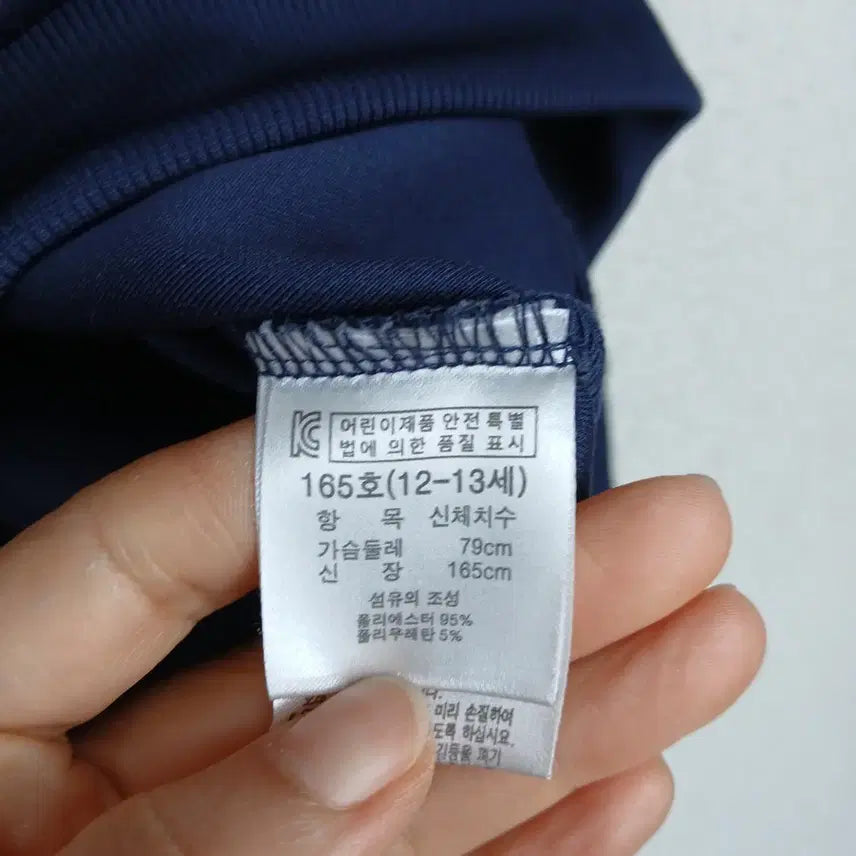 KC 어린이제품 안전 특별
법에 의한 품질 표시
165호(12-13세)
항 목 신체치수
가슴둘레 79cm
신 장 165cm
섬유의 조성
폴리에스터 95%
폴리우레탄 5%
미리 손질하여
하십시요.